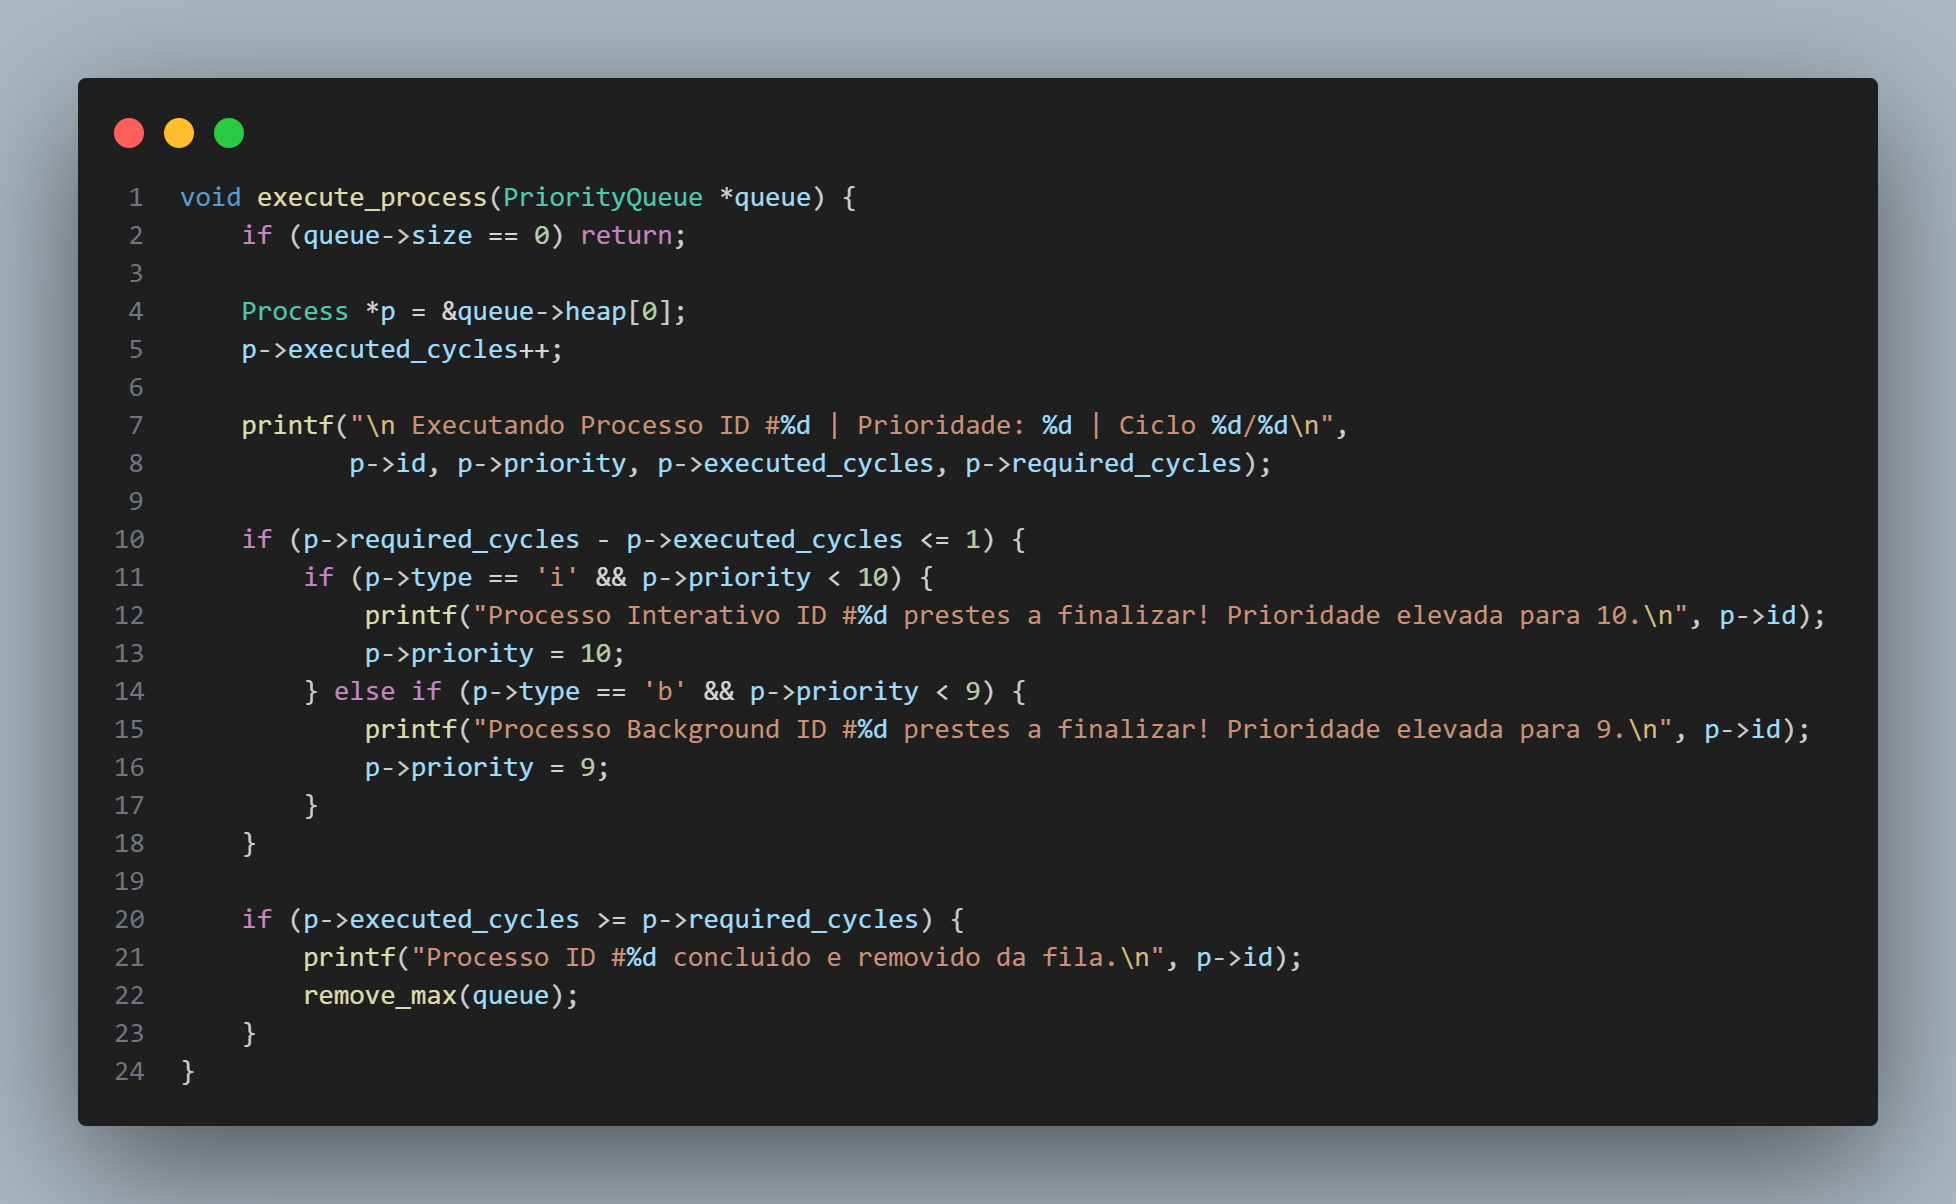 1 void execute_process(PriorityQueue *queue) {
2     if (queue->size == 0) return;
3
4     Process *p = &queue->heap[0];
5     p->executed_cycles++;
6
7     printf("\n Executando Processo ID #%d | Prioridade: %d | Ciclo %d/%d\n",
8            p->id, p->priority, p->executed_cycles, p->required_cycles);
9
10     if (p->required_cycles - p->executed_cycles <= 1) {
11         if (p->type == 'i' && p->priority < 10) {
12             printf("Processo Interativo ID #%d prestes a finalizar! Prioridade elevada para 10.\n", p->id);
13             p->priority = 10;
14         } else if (p->type == 'b' && p->priority < 9) {
15             printf("Processo Background ID #%d prestes a finalizar! Prioridade elevada para 9.\n", p->id);
16             p->priority = 9;
17         }
18     }
19
20     if (p->executed_cycles >= p->required_cycles) {
21         printf("Processo ID #%d concluido e removido da fila.\n", p->id);
22         remove_max(queue);
23     }
24 }